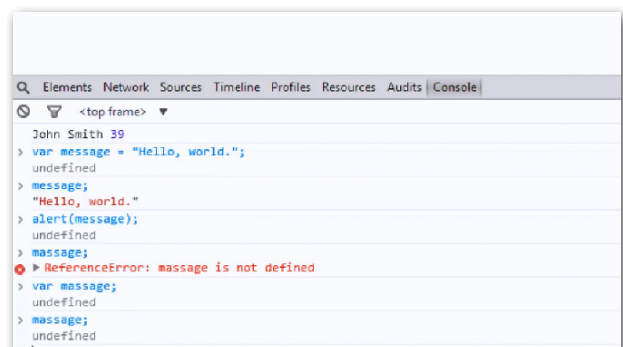 Elements Network Sources Timeline Profiles Resources Audits Console
<top frame> ▼
John Smith 39
> var message = "Hello, world.";
undefined
> message;
"Hello, world."
> alert(message);
undefined
> massage;
ReferenceError: massage is not defined
> var massage;
undefined
> massage;
undefined